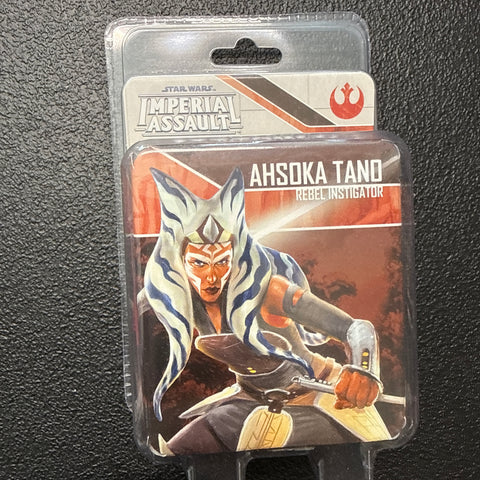 STAR WARS
IMPERIAL
ASSAULT
AHSOKA TANO
REBEL INSTIGATOR